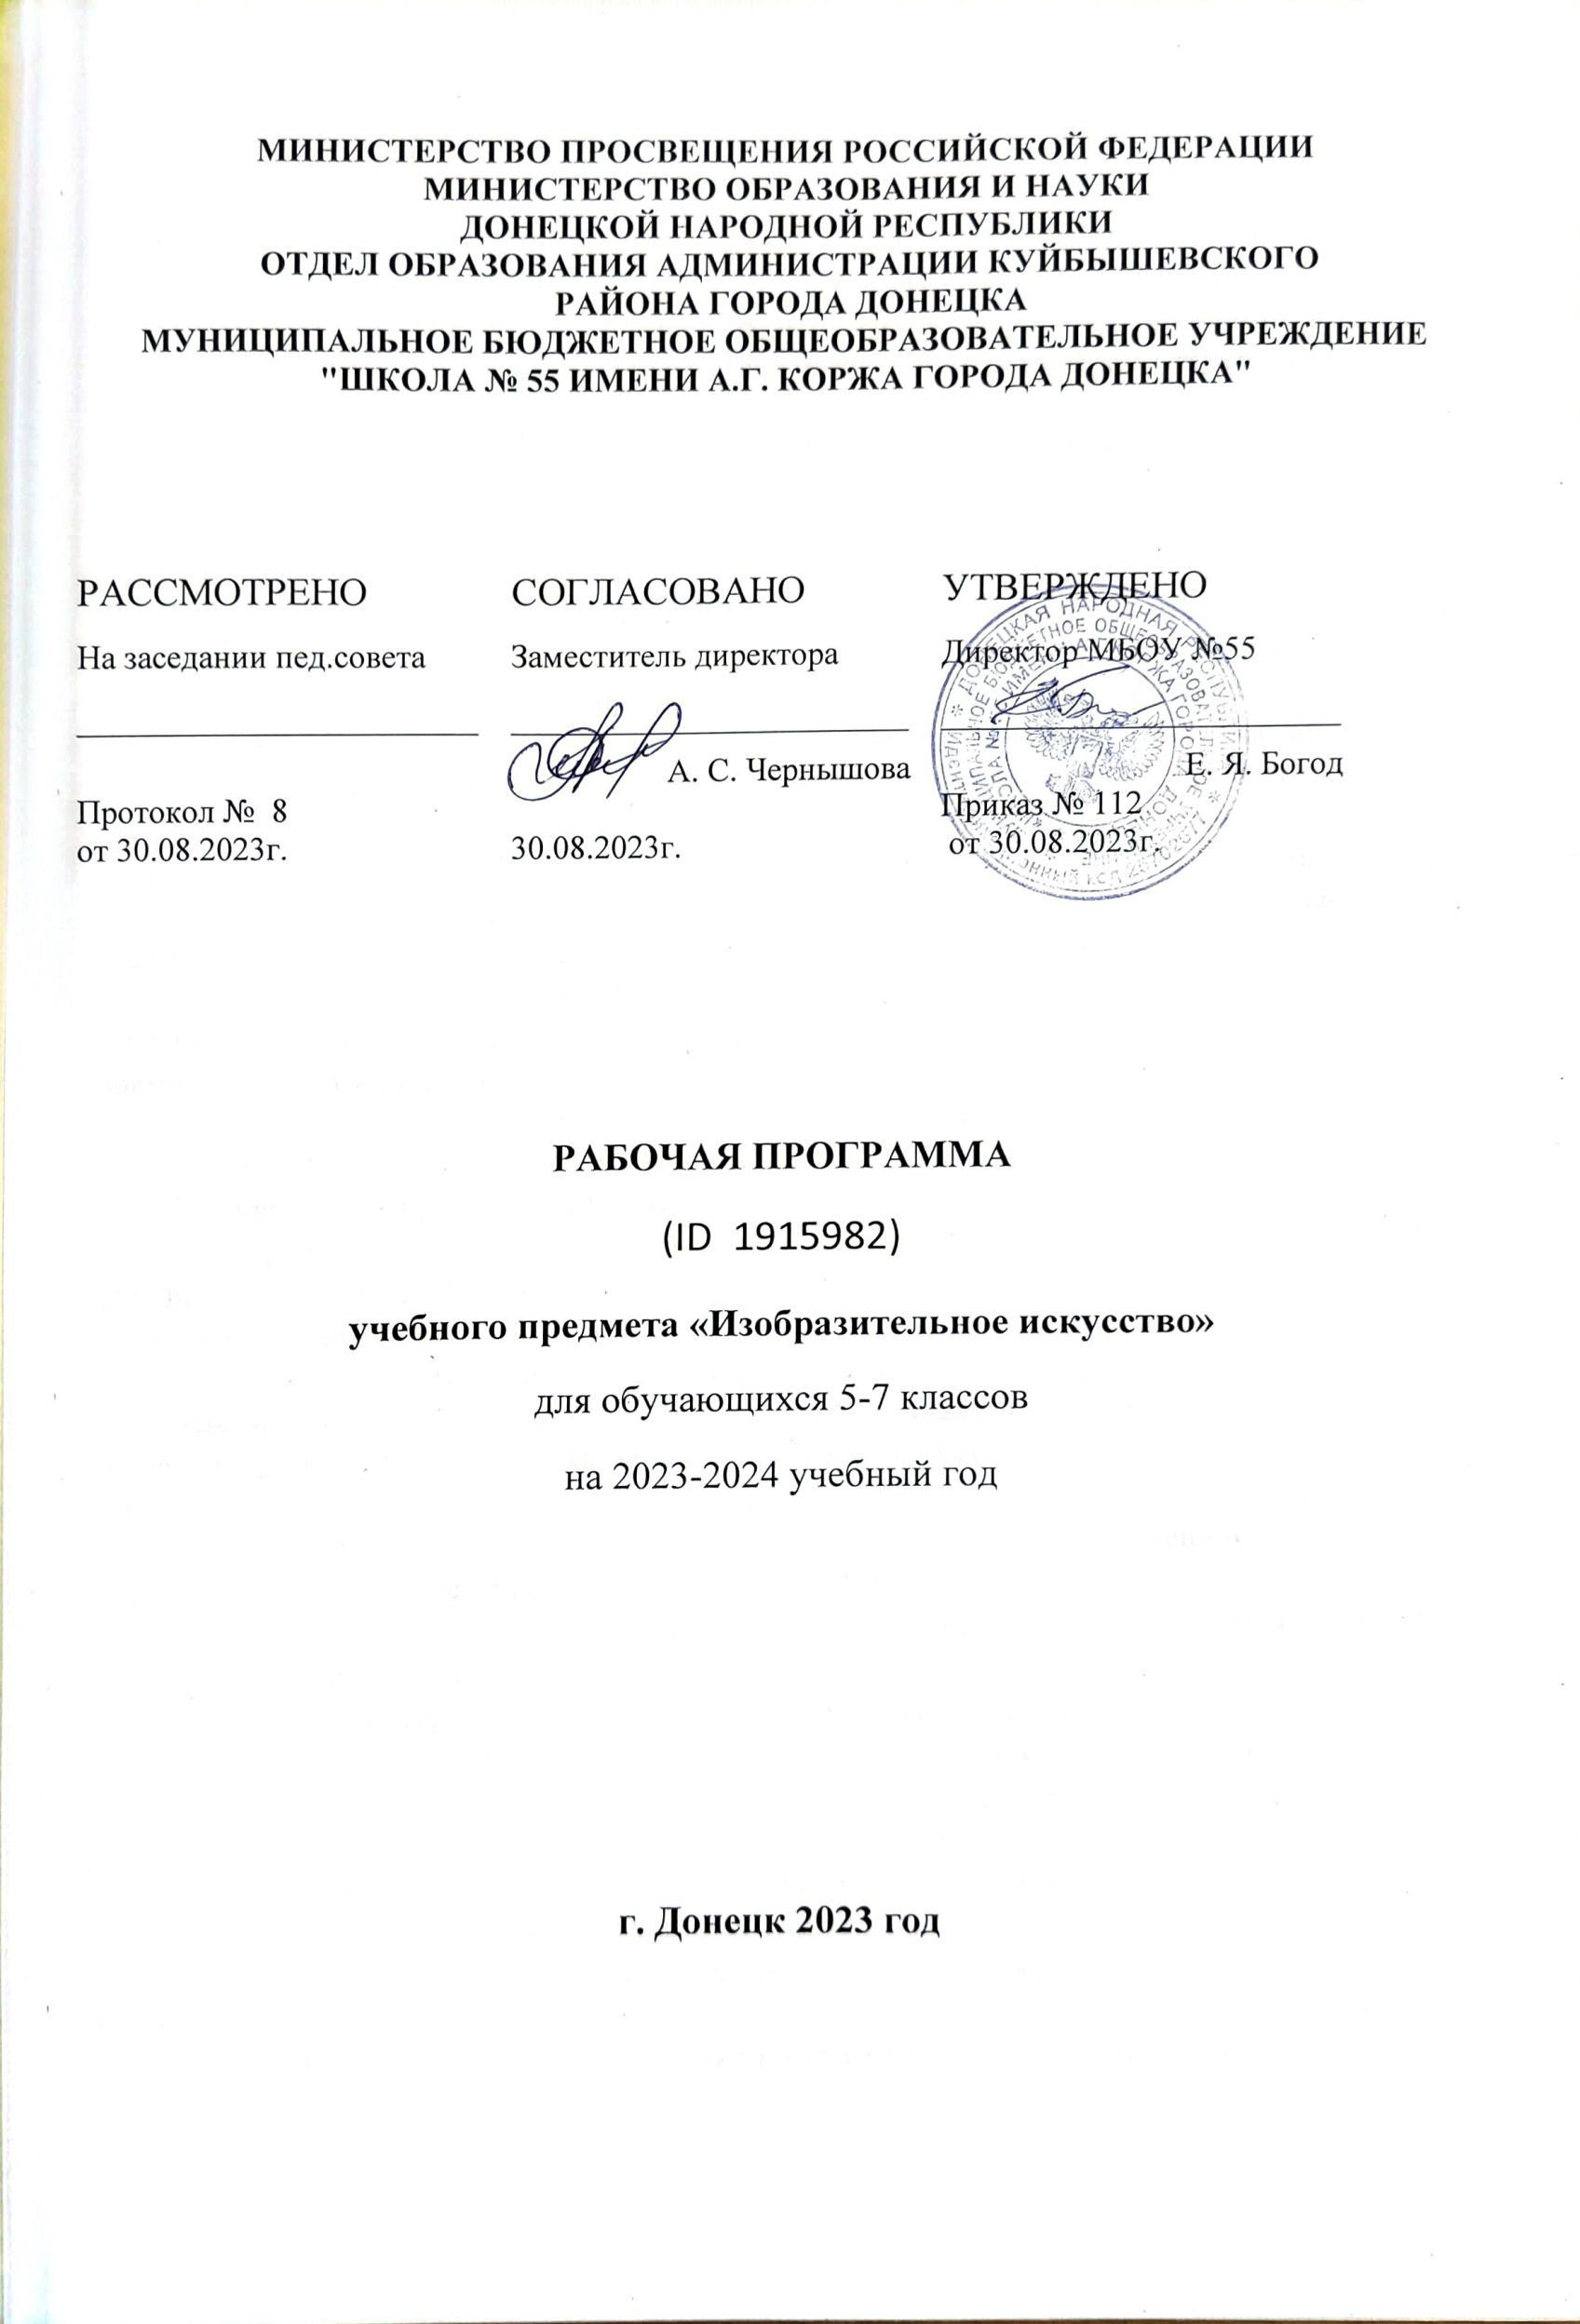 МИНИСТЕРСТВО ПРОСВЕЩЕНИЯ РОССИЙСКОЙ ФЕДЕРАЦИИ
МИНИСТЕРСТВО ОБРАЗОВАНИЯ И НАУКИ
ДОНЕЦКОЙ НАРОДНОЙ РЕСПУБЛИКИ
ОТДЕЛ ОБРАЗОВАНИЯ АДМИНИСТРАЦИИ КУЙБЫШЕВСКОГО
РАЙОНА ГОРОДА ДОНЕЦКА
МУНИЦИПАЛЬНОЕ БЮДЖЕТНОЕ ОБЩЕОБРАЗОВАТЕЛЬНОЕ УЧРЕЖДЕНИЕ
"ШКОЛА № 55 ИМЕНИ А.Г. КОРЖА ГОРОДА ДОНЕЦКА"
РАССМОТРЕНО
На заседании пед.совета
Протокол № 8
от 30.08.2023г.
СОГЛАСОВАНО
Заместитель директора
А. С. Чернышова
30.08.2023г.
УТВЕРЖДЕНО
Директор МБОУ №55
Е. Я. Богод
Приказ № 112
от 30.08.2023г.
ДОНЕЦКАЯ НАРОДНАЯ
РАБОЧАЯ ПРОГРАММА
(ID 1915982)
учебного предмета «Изобразительное искусство»
для обучающихся 5-7 классов
на 2023-2024 учебный год
г. Донецк 2023 год